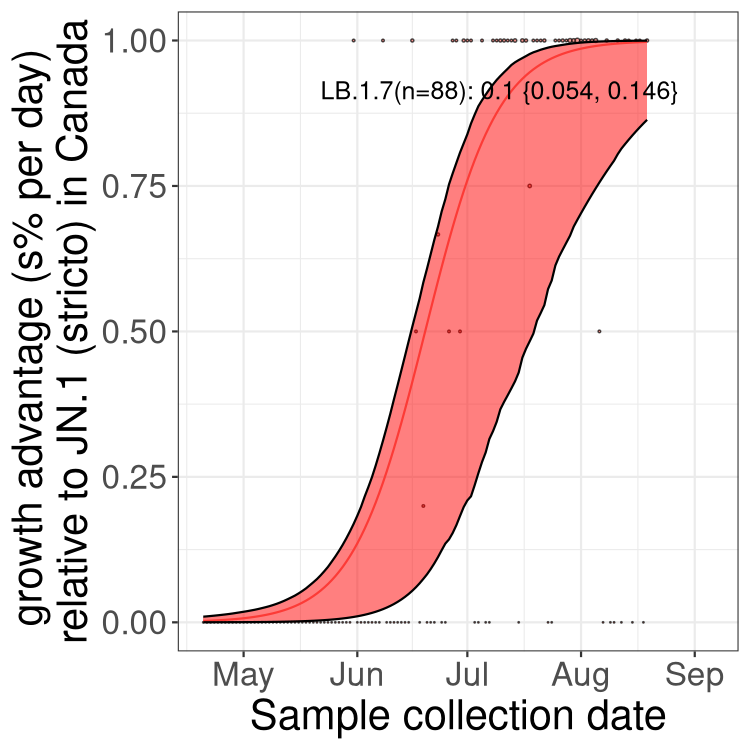 growth advantage (s% per day)
relative to JN.1 (stricto) in Canada
1.00
0.75
0.50
0.25
0.00
LB.1.7(n=88): 0.1 {0.054, 0.146}
May Jun Jul Aug Sep
Sample collection date